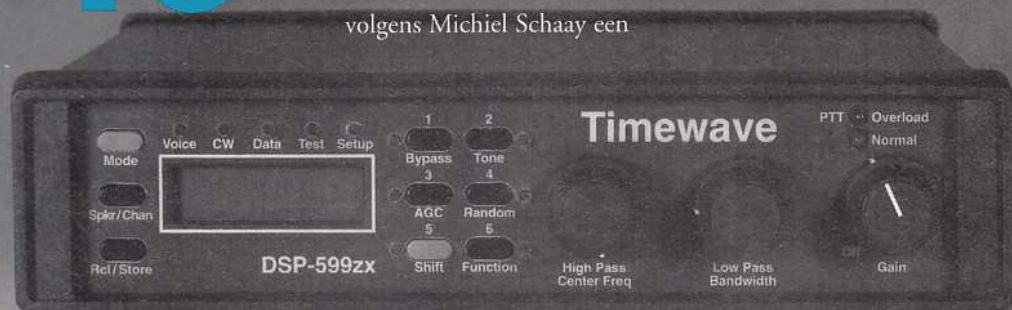 volgens Michiel Schaay een
Timewave
PTT Overload
Normal
Mode
Voice CW Data Test Setup
1 2
Bypass Tone
Spkr/Chan
3 4
AGC Random
Rcl/Store
5 6
Shift Function
DSP-599zx
High Pass
Center Freq
Low Pass
Bandwidth
Off
Gain